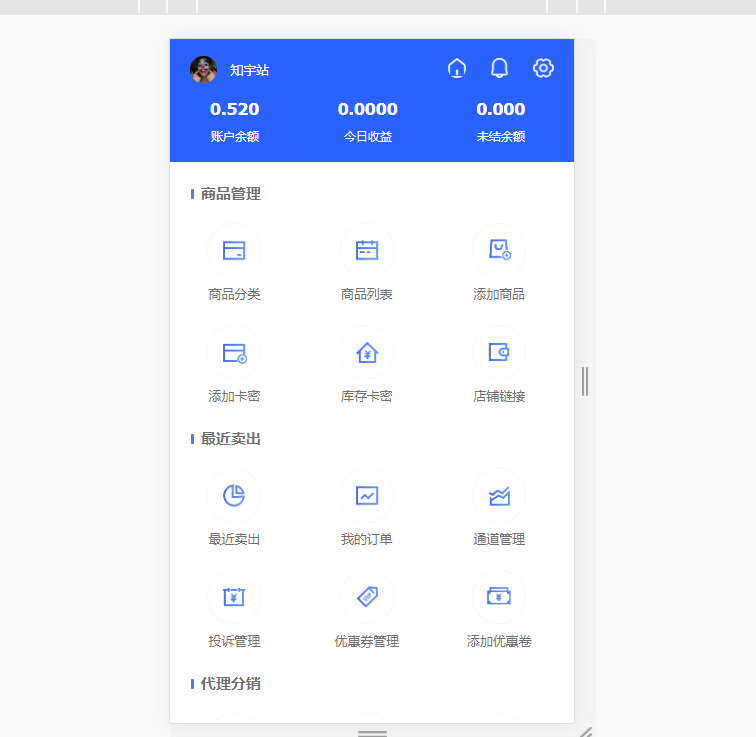 知宇站
0.520 0.0000 0.000
账户余额 今日收益 未结余额
商品管理
商品分类 商品列表 添加商品
添加卡密 库存卡密 店铺链接
最近卖出
最近卖出 我的订单 通道管理
投诉管理 优惠券管理 添加优惠卷
代理分销